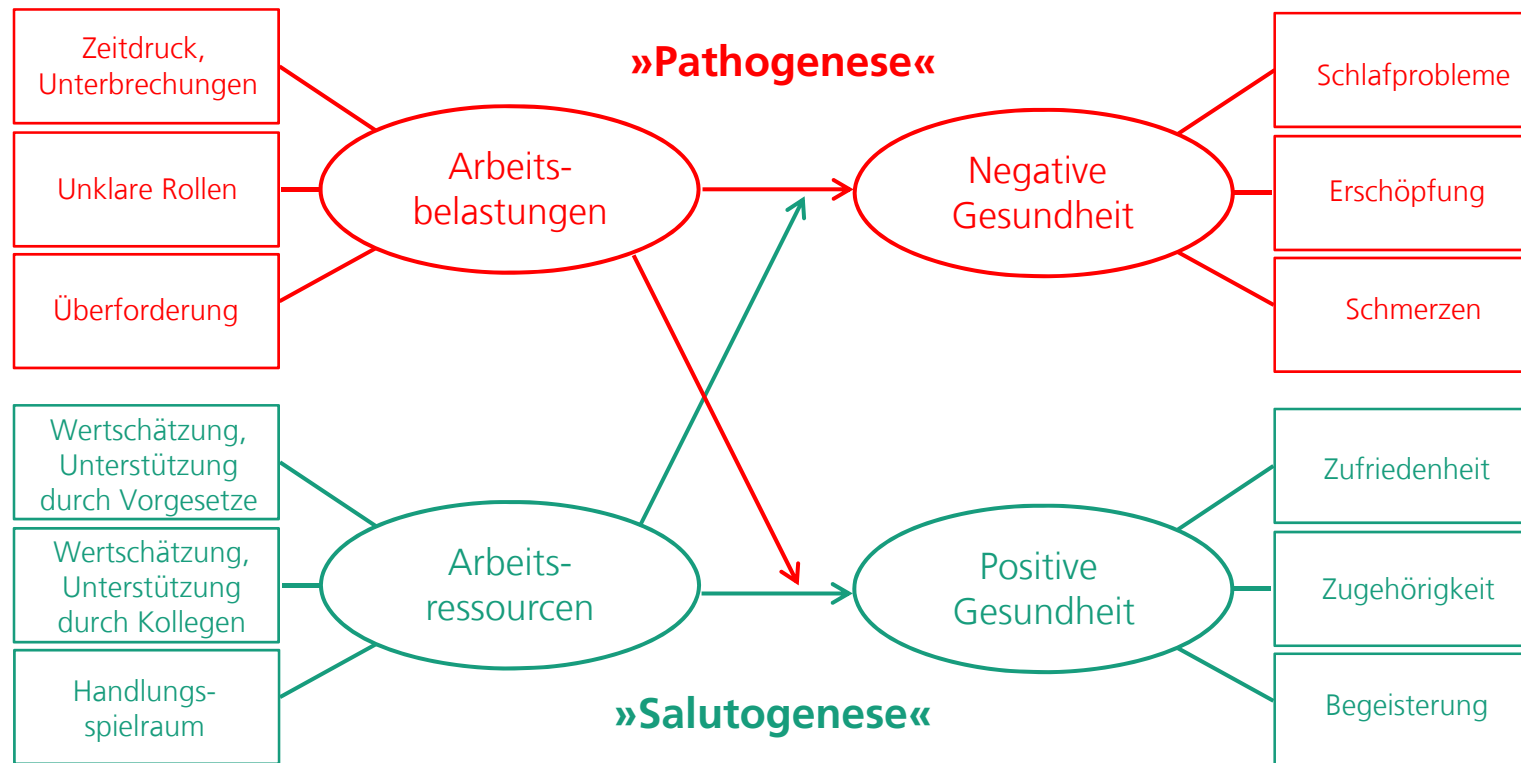 Zeitdruck,
Unterbrechungen
Unklare Rollen
Überforderung
»Pathogenese«
Arbeits-
belastungen
Negative
Gesundheit
Schlafprobleme
Erschöpfung
Schmerzen
Wertschätzung,
Unterstützung
durch Vorgesetze
Wertschätzung,
Unterstützung
durch Kollegen
Handlungs-
spielraum
Arbeits-
ressourcen
»Salutogenese«
Positive
Gesundheit
Zufriedenheit
Zugehörigkeit
Begeisterung